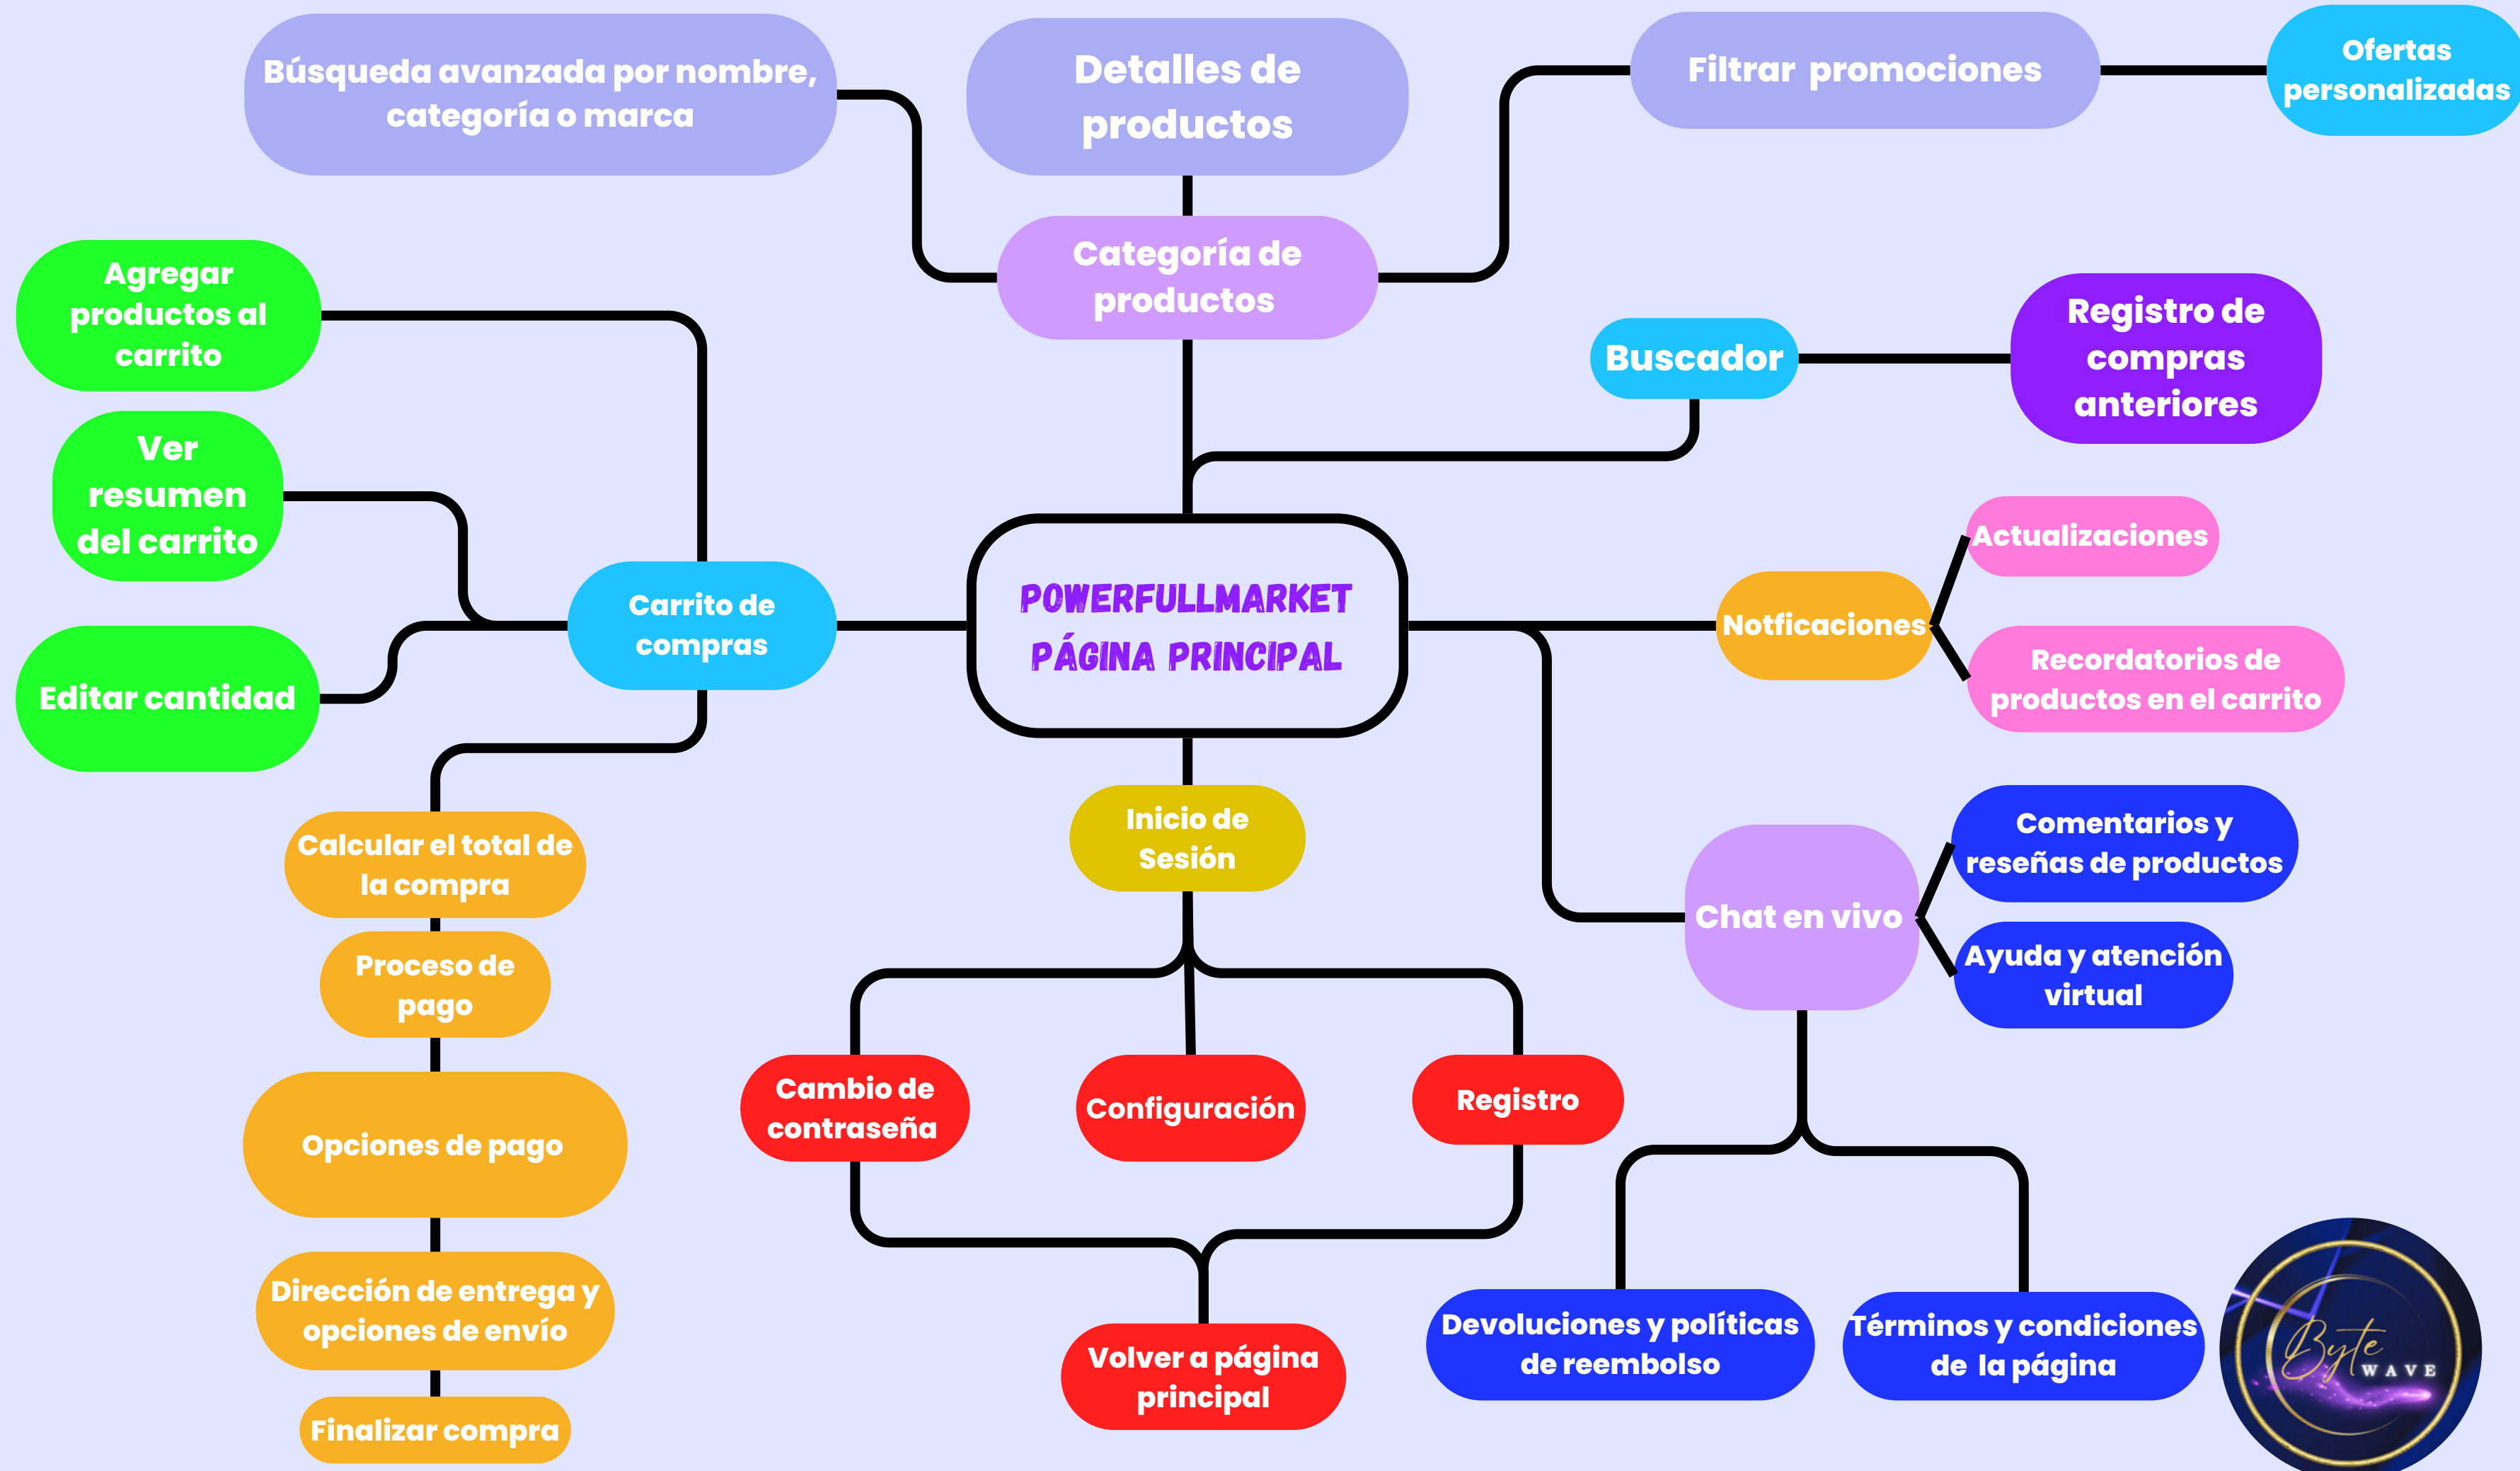 Búsqueda avanzada por nombre,
categoría o marca
Detalles de
productos
Filtrar promociones
Ofertas
personalizadas
Categoría de
productos
Agregar
productos al
carrito
Buscador
Registro de
compras
anteriores
Ver
resumen
del carrito
Editar cantidad
Carrito de
compras
POWERFULLMARKET
PÁGINA PRINCIPAL
Notficaciones
Actualizaciones
Recordatorios de
productos en el carrito
Inicio de
Sesión
Calcular el total de
la compra
Proceso de
pago
Opciones de pago
Dirección de entrega y
opciones de envío
Finalizar compra
Cambio de
contraseña
Configuración
Registro
Volver a página
principal
Chat en vivo
Comentarios y
reseñas de productos
Ayuda y atención
virtual
Devoluciones y políticas
de reembolso
Términos y condiciones
de la página
Byte
WAVE